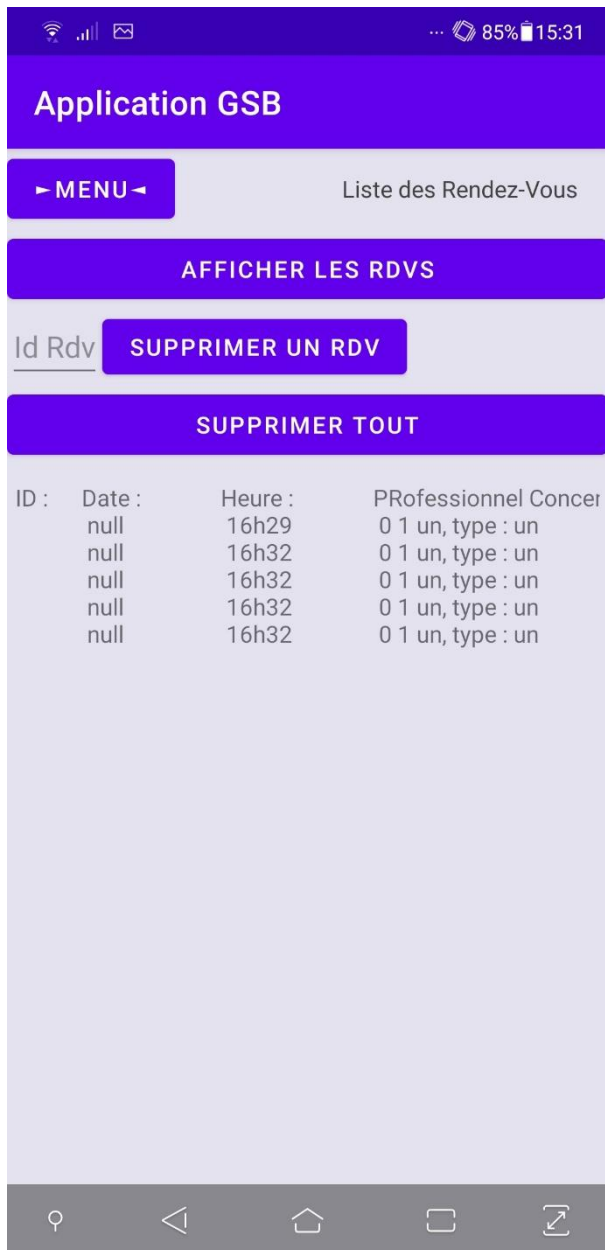 85% 15:31
Application GSB
►MENU◄ Liste des Rendez-Vous
AFFICHER LES RDVS
Id Rdv SUPPRIMER UN RDV
SUPPRIMER TOUT
ID : Date : Heure : PRofessionnel Concer
null 16h29 0 1 un, type : un
null 16h32 0 1 un, type : un
null 16h32 0 1 un, type : un
null 16h32 0 1 un, type : un
null 16h32 0 1 un, type : un